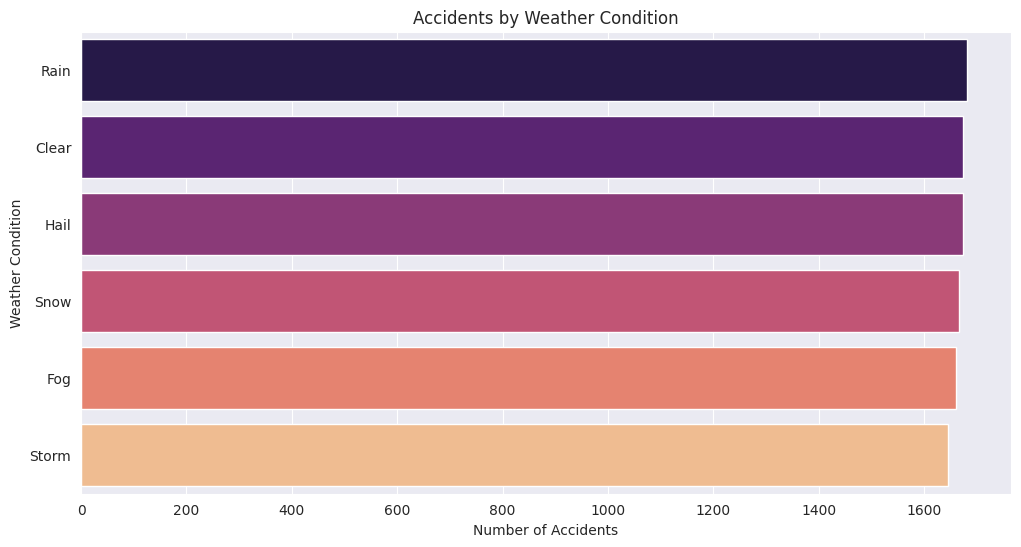 Accidents by Weather Condition
Weather Condition
Rain
Clear
Hail
Snow
Fog
Storm
0 200 400 600 800 1000 1200 1400 1600
Number of Accidents